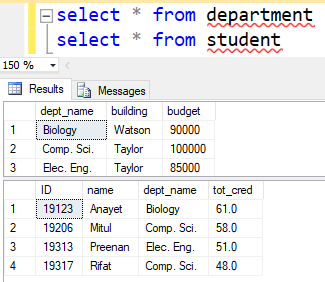 select * from department
select * from student
150 %
Results Messages
dept_name building budget
1 Biology Watson 90000
2 Comp. Sci. Taylor 100000
3 Elec. Eng. Taylor 85000
ID name dept_name tot_cred
1 19123 Anayet Biology 61.0
2 19206 Mitul Comp. Sci. 58.0
3 19313 Preenan Elec. Eng. 51.0
4 19317 Rifat Comp. Sci. 48.0